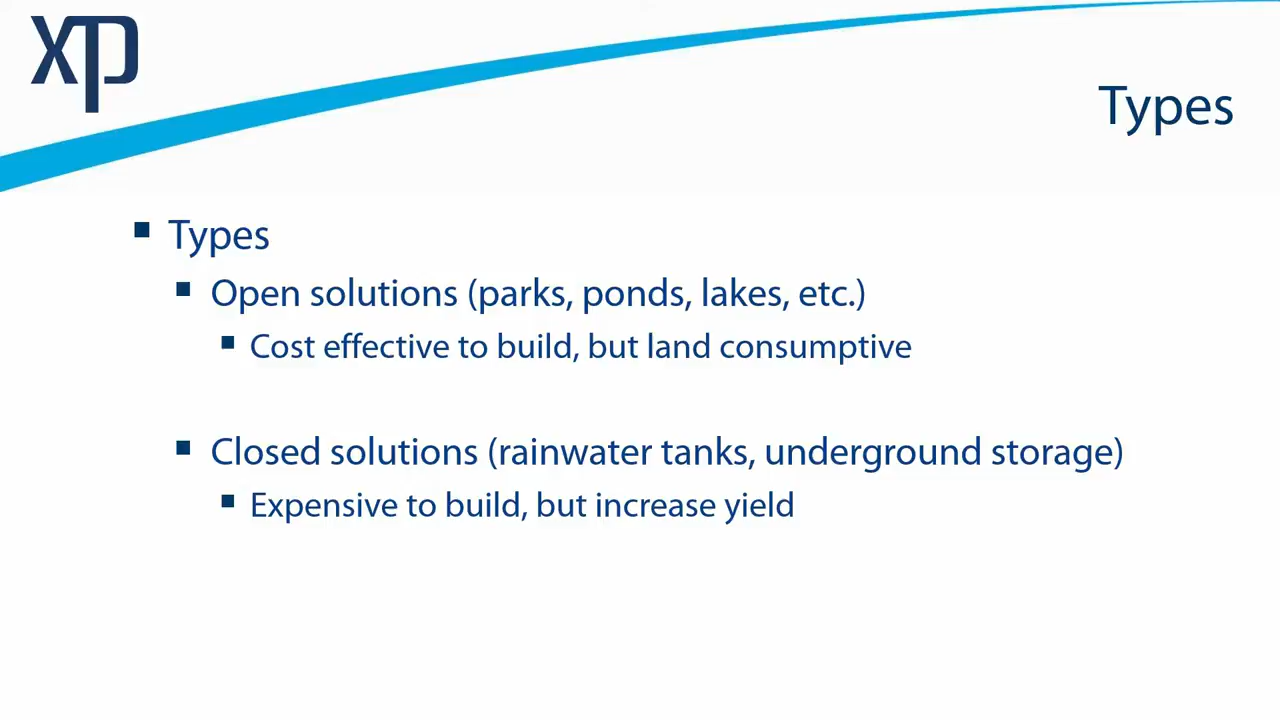 xp
Types
Types
Open solutions (parks, ponds, lakes, etc.)
Cost effective to build, but land consumptive
Closed solutions (rainwater tanks, underground storage)
Expensive to build, but increase yield